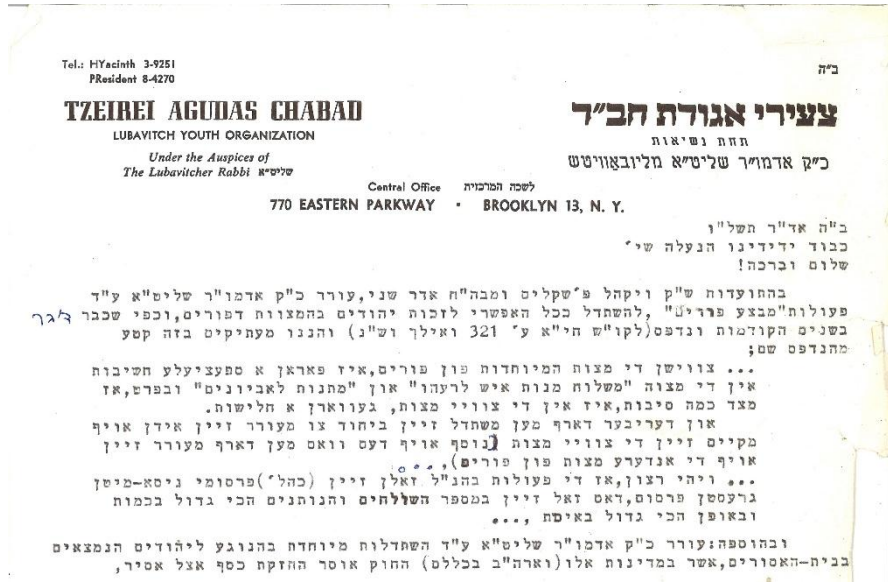 Tel.: HYacinth 3-9251
PResident 8-4270
ב"ה
TZEIREI AGUDAS CHABAD
LUBAVITCH YOUTH ORGANIZATION
Under the Auspices of
The Lubavitcher Rabbi שליט"א
צעירי אגודת חב"ד
תחת נשיאות
כ"ק אדמו"ר שליט"א מליובאוויטש
Central Office לשכה המרכזית
770 EASTERN PARKWAY · BROOKLYN 13, N. Y.
ב"ה אד"ר תשל"ו
כבוד ידידינו הנעלה שי'
שלום וברכה!
בהתועדות ש"ק ויקהל פ'שקלים ומבה"ח אדר שני,עורר כ"ק אדמו"ר שליט"א ע"ד
פעולות"מבצע פורים" ,להשתדל ככל האפשרי לזכות יהודים בהמצוות דפורים,וכפי שכבר
בשנים הקודמות ונדפס(לקו"ש חי"א ע' 321 ואילך וש"נ) והננו מעתיקים בזה קטע
מהנדפס שם;
... צווישן די מצות המיוחדות פון פורים,איז פאראן א ספעציעלע חשיבות
אין די מצוה "משלוח מנות איש לרעהו" און "מתנות לאביונים" ובפרט,אז
מצד כמה סיבות,איז אין די צוויי מצות, געווארן א חלישות.
און דעריבער דארף מען משתדל זיין ביחוד צו מעורר זיין אידן אויף
מקיים זיין די צוויי מצות (נוסף אויף דעם וואס מען דארף מעורר זיין
אויף די אנדערע מצות פון פורים),...
... ויהי רצון,אז די פעולות בהנ"ל זאלן זיין (כהל')פרסומי ניסא-מיטן
גרעסטן פרסום,דאס זאל זיין במספר השולחים והנותנים הכי גדול בכמות
ובאופן הכי גדול באיכות ,...
ובהוספה:עורר כ"ק אדמו"ר שליט"א ע"ד השתדלות מיוחדת בהנוגע ליהודים הנמצאים
בבית-האסורים,אשר במדינות אלו(וארה"ב בכללם) החוק אוסר החזקת כסף אצל אסיר,